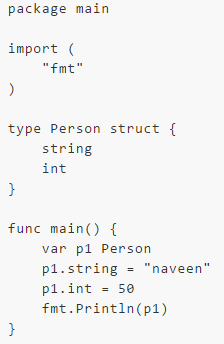 package main

import (
    "fmt"
)

type Person struct {
    string
    int
}

func main() {
    var p1 Person
    p1.string = "naveen"
    p1.int = 50
    fmt.Println(p1)
}